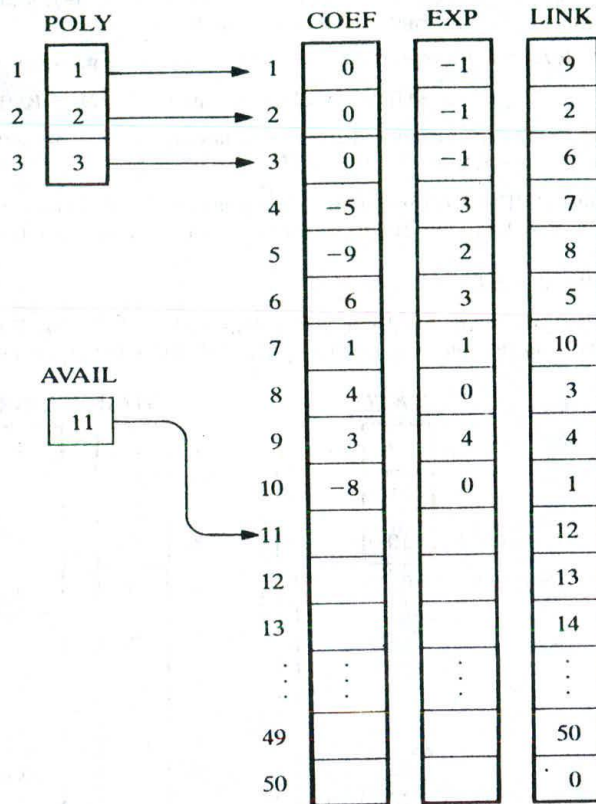 POLY COEF EXP LINK
1 1 1 0 −1 9
2 2 2 0 −1 2
3 3 3 0 −1 6
4 −5 3 7
5 −9 2 8
6 6 3 5
7 1 1 10
AVAIL
8 4 0 3
11
9 3 4 4
10 −8 0 1
11 12
12 13
13 14
⋮ ⋮ ⋮ ⋮
49 50
50 0